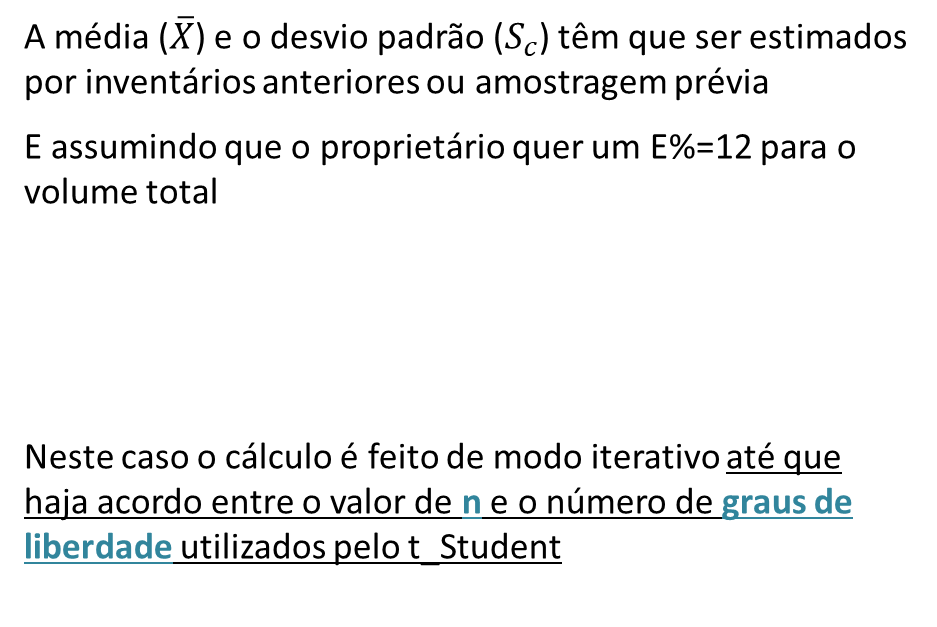 A média (X̄) e o desvio padrão (Sc) têm que ser estimados
por inventários anteriores ou amostragem prévia
E assumindo que o proprietário quer um E%=12 para o
volume total
Neste caso o cálculo é feito de modo iterativo até que
haja acordo entre o valor de n e o número de graus de
liberdade utilizados pelo t_Student